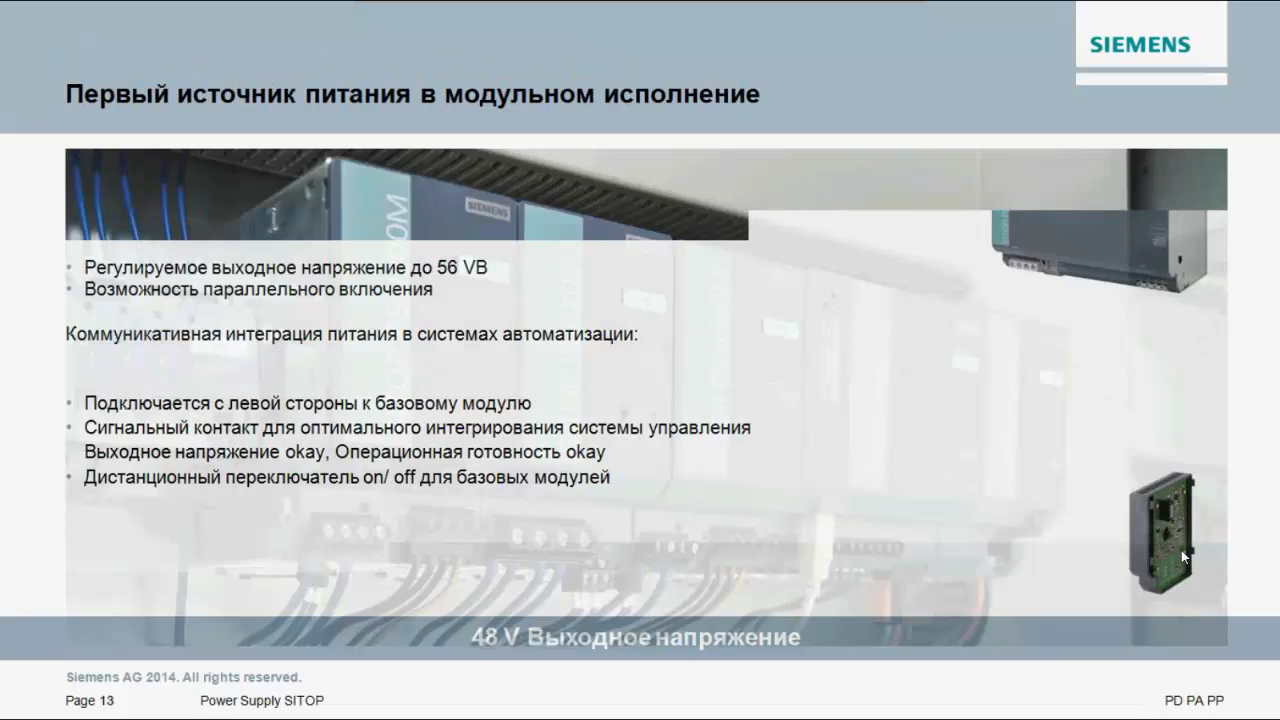 SIEMENS
Первый источник питания в модульном исполнение
SIEMENS
• Регулируемое выходное напряжение до 56 VВ
• Возможность параллельного включения
Коммуникативная интеграция питания в системах автоматизации:
• Подключается с левой стороны к базовому модулю
• Сигнальный контакт для оптимального интегрирования системы управления
Выходное напряжение okay, Операционная готовность okay
• Дистанционный переключатель on/ off для базовых модулей
48 V Выходное напряжение
Siemens AG 2014. All rights reserved.
Page 13 Power Supply SITOP PD PA PP